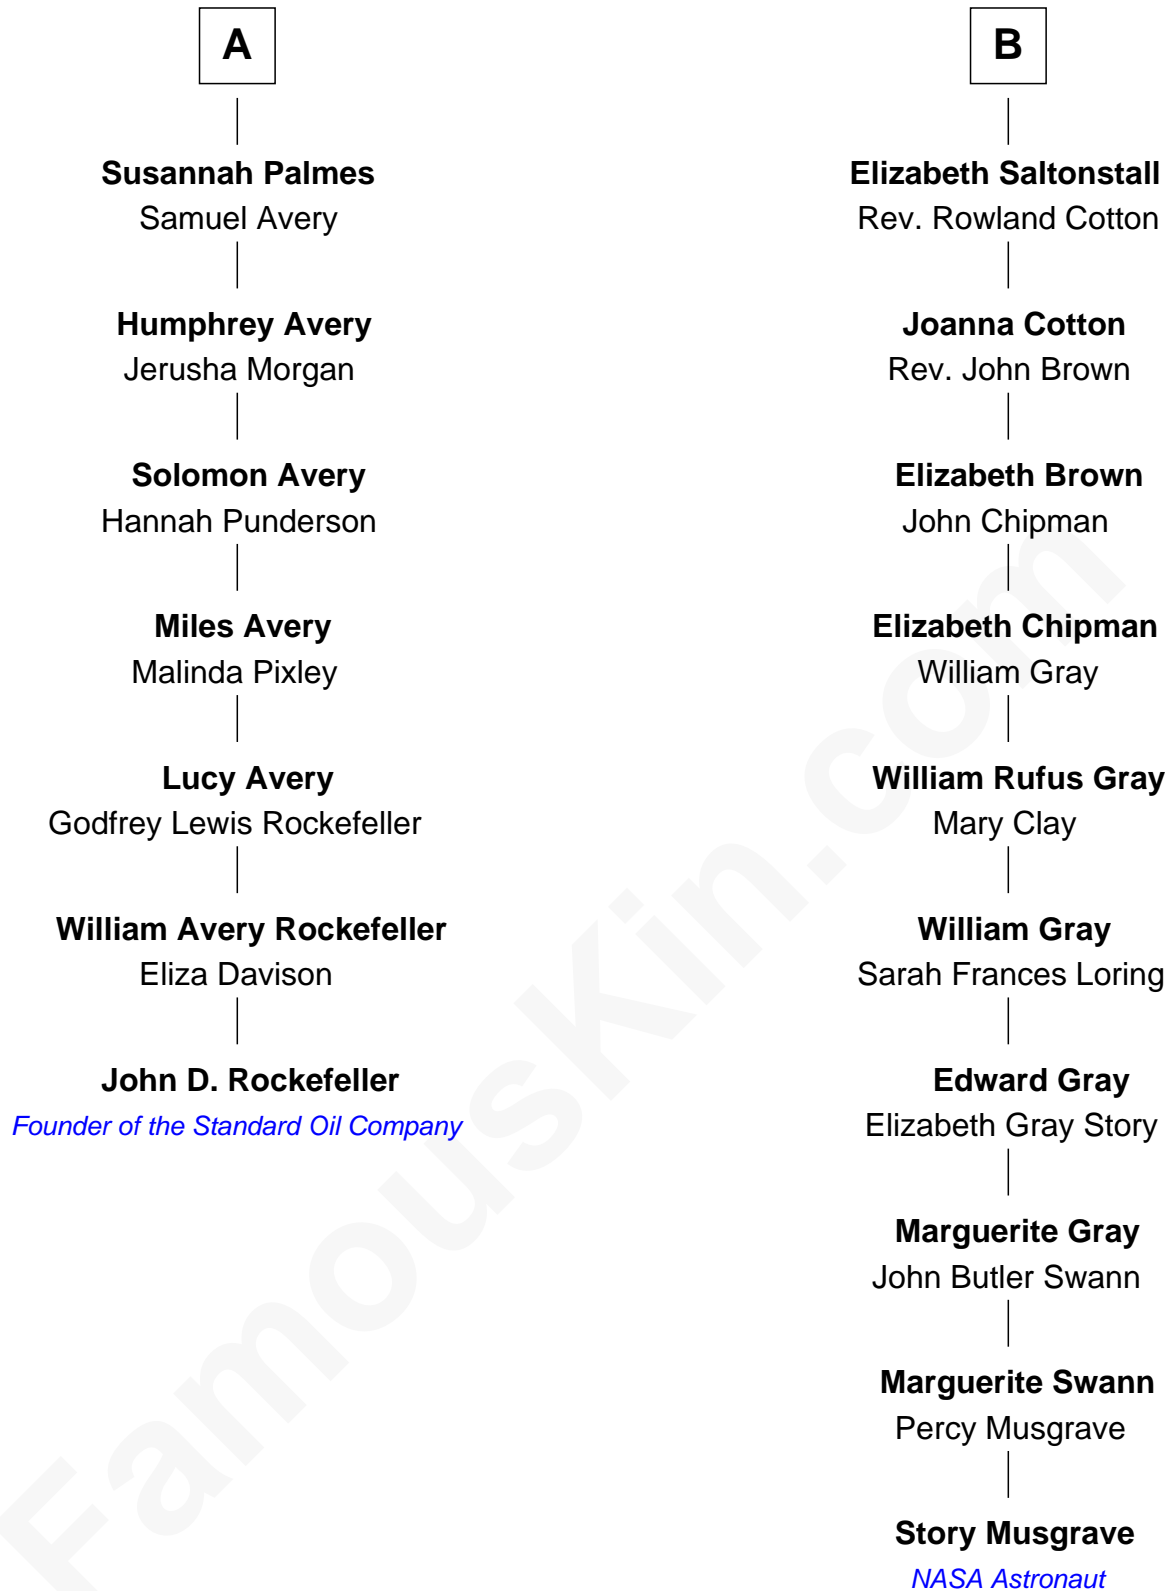 A
Susannah Palmes
Samuel Avery
Humphrey Avery
Jerusha Morgan
Solomon Avery
Hannah Punderson
Miles Avery
Malinda Pixley
Lucy Avery
Godfrey Lewis Rockefeller
William Avery Rockefeller
Eliza Davison
John D. Rockefeller
Founder of the Standard Oil Company
B
Elizabeth Saltonstall
Rev. Rowland Cotton
Joanna Cotton
Rev. John Brown
Elizabeth Brown
John Chipman
Elizabeth Chipman
William Gray
William Rufus Gray
Mary Clay
William Gray
Sarah Frances Loring
Edward Gray
Elizabeth Gray Story
Marguerite Gray
John Butler Swann
Marguerite Swann
Percy Musgrave
Story Musgrave
NASA Astronaut
FamousKin.com